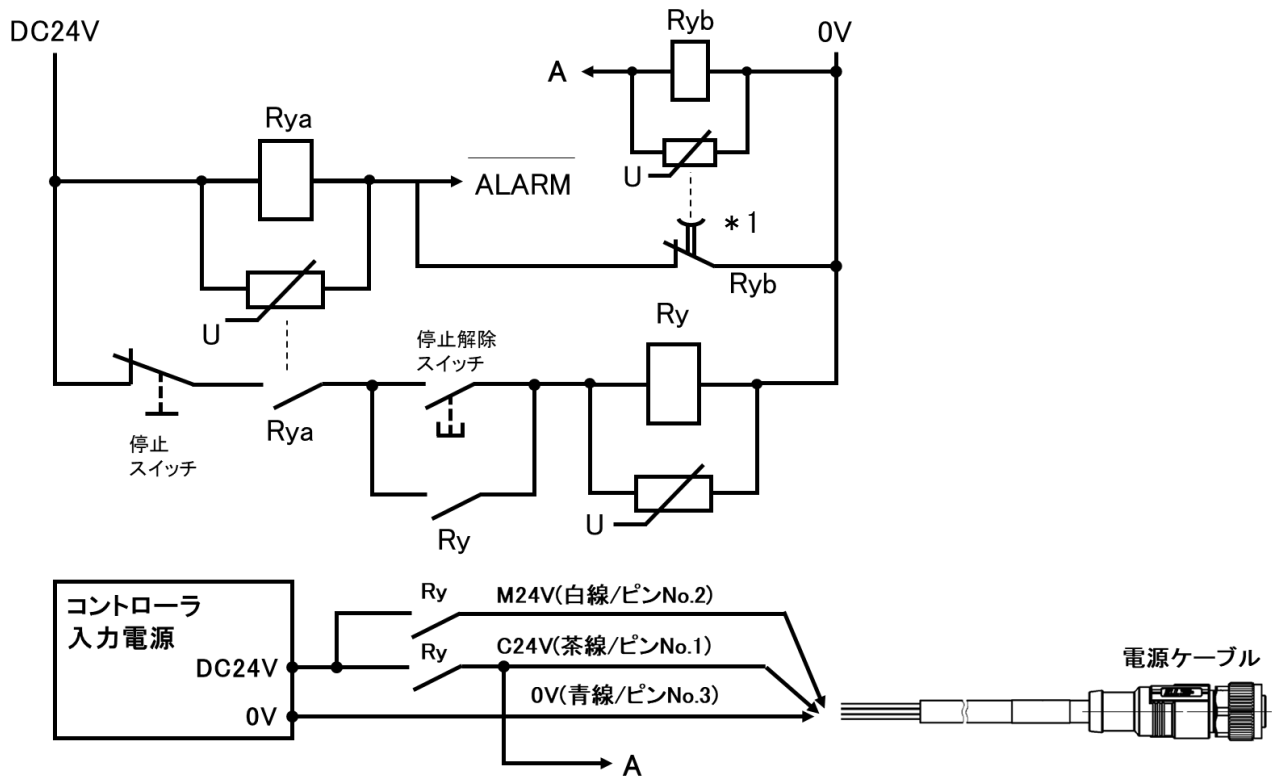 DC24V
Ryb
0V
A
Rya
U
ALARM
*1
Ryb
U
Ry
停止解除
スイッチ
Rya
停止
スイッチ
U
Ry
コントローラ
入力電源
Ry
M24V(白線/ピンNo.2)
Ry
C24V(茶線/ピンNo.1)
DC24V
0V(青線/ピンNo.3)
0V
電源ケーブル
A